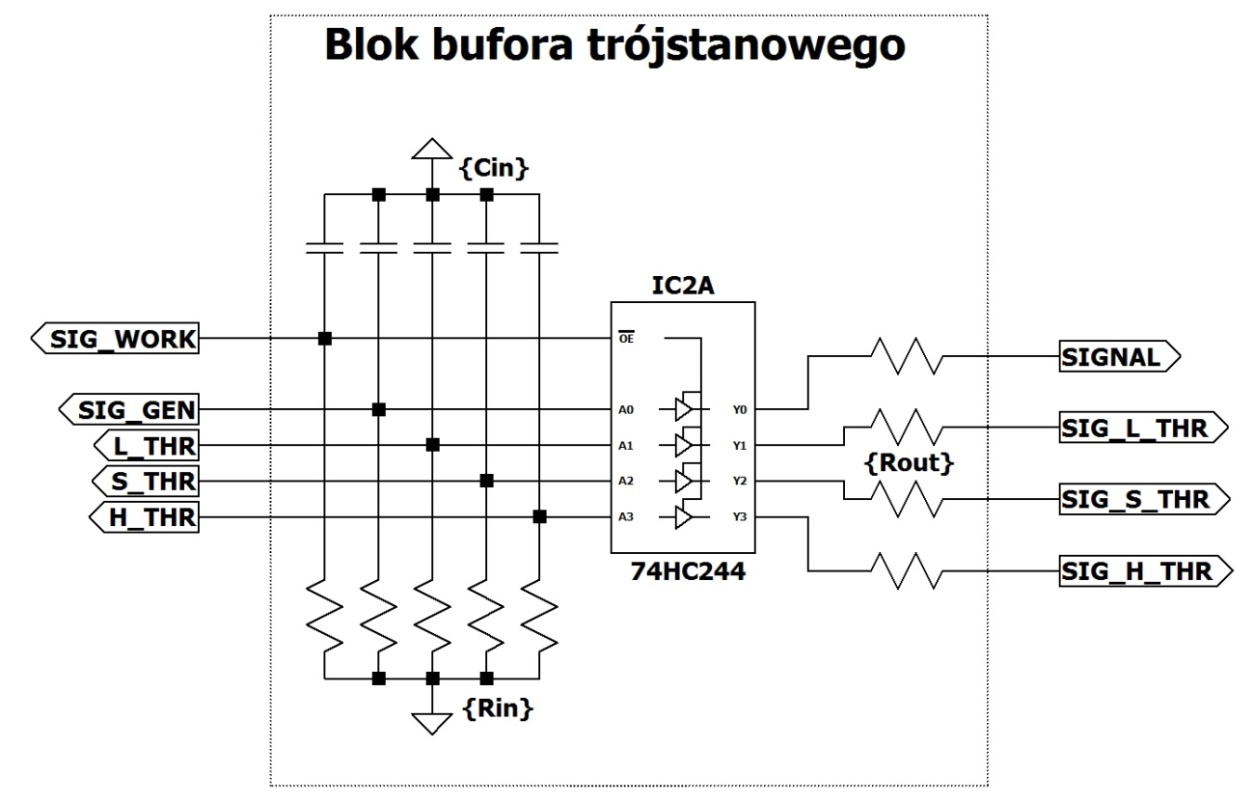 Blok bufora trójstanowego
{Cin}
IC2A
SIG_WORK
OE
SIGNAL
SIG_GEN
A0
Y0
SIG_L_THR
L_THR
A1
Y1
{Rout}
S_THR
A2
Y2
SIG_S_THR
H_THR
A3
Y3
74HC244
SIG_H_THR
{Rin}